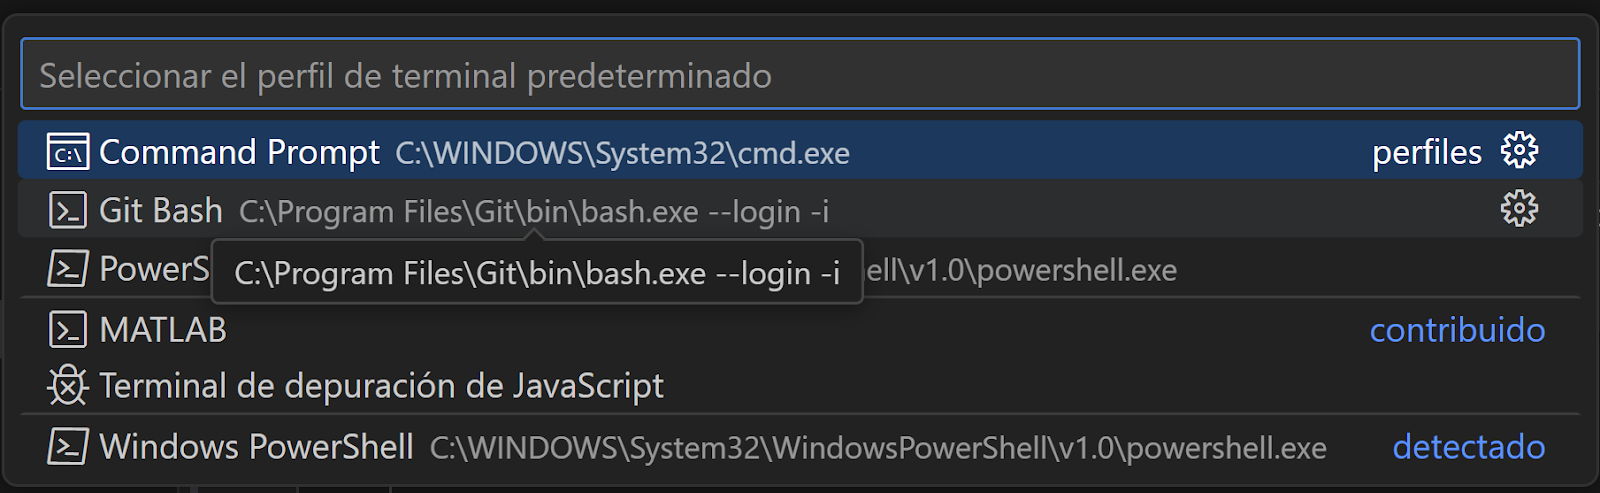 Seleccionar el perfil de terminal predeterminado
C:\ Command Prompt C:\WINDOWS\System32\cmd.exe perfiles
Git Bash C:\Program Files\Git\bin\bash.exe --login -i
C:\Program Files\Git\bin\bash.exe --login -i
PowerS ell\v1.0\powershell.exe
MATLAB contribuido
Terminal de depuración de JavaScript
Windows PowerShell C:\WINDOWS\System32\WindowsPowerShell\v1.0\powershell.exe detectado